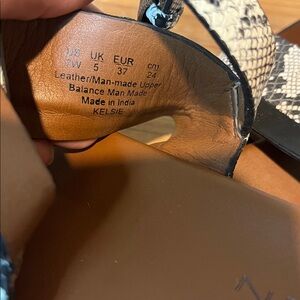 US UK EUR cm
7W 5 37 24
Leather/Man-made Upper
Balance Man Made
Made in India
KELSIE